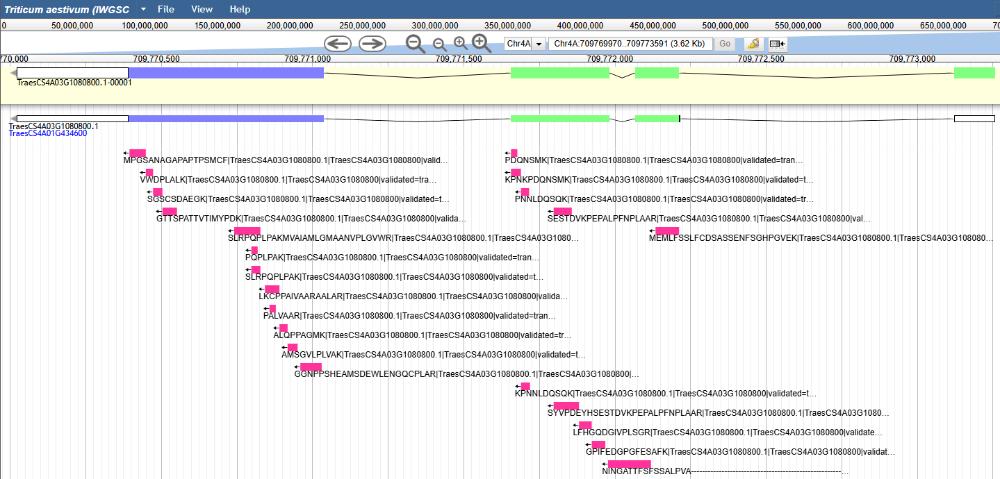 Triticum aestivum (IWGSC File View Help
0 50,000,000 100,000,000 150,000,000 200,000,000 250,000,000 300,000,000 350,000,000 400,000,000 450,000,000 500,000,000 550,000,000 600,000,000 650,000,000 70
Chr4A Chr4A:709769970..709773591 (3.62 Kb) Go
770,000 709,770,500 709,771,000 709,771,500 709,772,000 709,772,500 709,773,000
TraesCS4A03G1080800.1-00001
TraesCS4A03G1080800.1
TraesCS4A01G434600
MPGSANAGAPAPTPSMCF|TraesCS4A03G1080800.1|TraesCS4A03G1080800|valid... PDQNSMK|TraesCS4A03G1080800.1|TraesCS4A03G1080800|validated=tran...
VWDPLALK|TraesCS4A03G1080800.1|TraesCS4A03G1080800|validated=tra... KPNKPDQNSMK|TraesCS4A03G1080800.1|TraesCS4A03G1080800|validated=t...
SGSCSDAEGK|TraesCS4A03G1080800.1|TraesCS4A03G1080800|validated=t... PNNLDQSQK|TraesCS4A03G1080800.1|TraesCS4A03G1080800|validated=tr...
GTTSPATTVTIMYPDK|TraesCS4A03G1080800.1|TraesCS4A03G1080800|valida... SESTDVKPEPALPFNPLAAR|TraesCS4A03G1080800.1|TraesCS4A03G1080800|val...
SLRPQPLPAKMVAIAMLGMAANVPLGVWR|TraesCS4A03G1080800.1|TraesCS4A03G1080... MEMLFSSLFCDSASSENFSGHPGVEK|TraesCS4A03G1080800.1|TraesCS4A03G108080...
PQPLPAK|TraesCS4A03G1080800.1|TraesCS4A03G1080800|validated=tran...
SLRPQPLPAK|TraesCS4A03G1080800.1|TraesCS4A03G1080800|validated=t...
LKCPPAIVAARAALAR|TraesCS4A03G1080800.1|TraesCS4A03G1080800|valida...
PALVAAR|TraesCS4A03G1080800.1|TraesCS4A03G1080800|validated=tran...
ALQPPAGMK|TraesCS4A03G1080800.1|TraesCS4A03G1080800|validated=tr...
AMSGVLPLVAK|TraesCS4A03G1080800.1|TraesCS4A03G1080800|validated=t...
GGNPPSHEAMSDEWLENGQCPLAR|TraesCS4A03G1080800.1|TraesCS4A03G1080800|...
KPNNLDQSQK|TraesCS4A03G1080800.1|TraesCS4A03G1080800|validated=t...
SYVPDEYHSESTDVKPEPALPFNPLAAR|TraesCS4A03G1080800.1|TraesCS4A03G1080...
LFHGQDGIVPLSGR|TraesCS4A03G1080800.1|TraesCS4A03G1080800|validate...
GPIFEDGPGFESAFK|TraesCS4A03G1080800.1|TraesCS4A03G1080800|validat...
NINGATTFSFSSALPVA-----------------------------------------------...